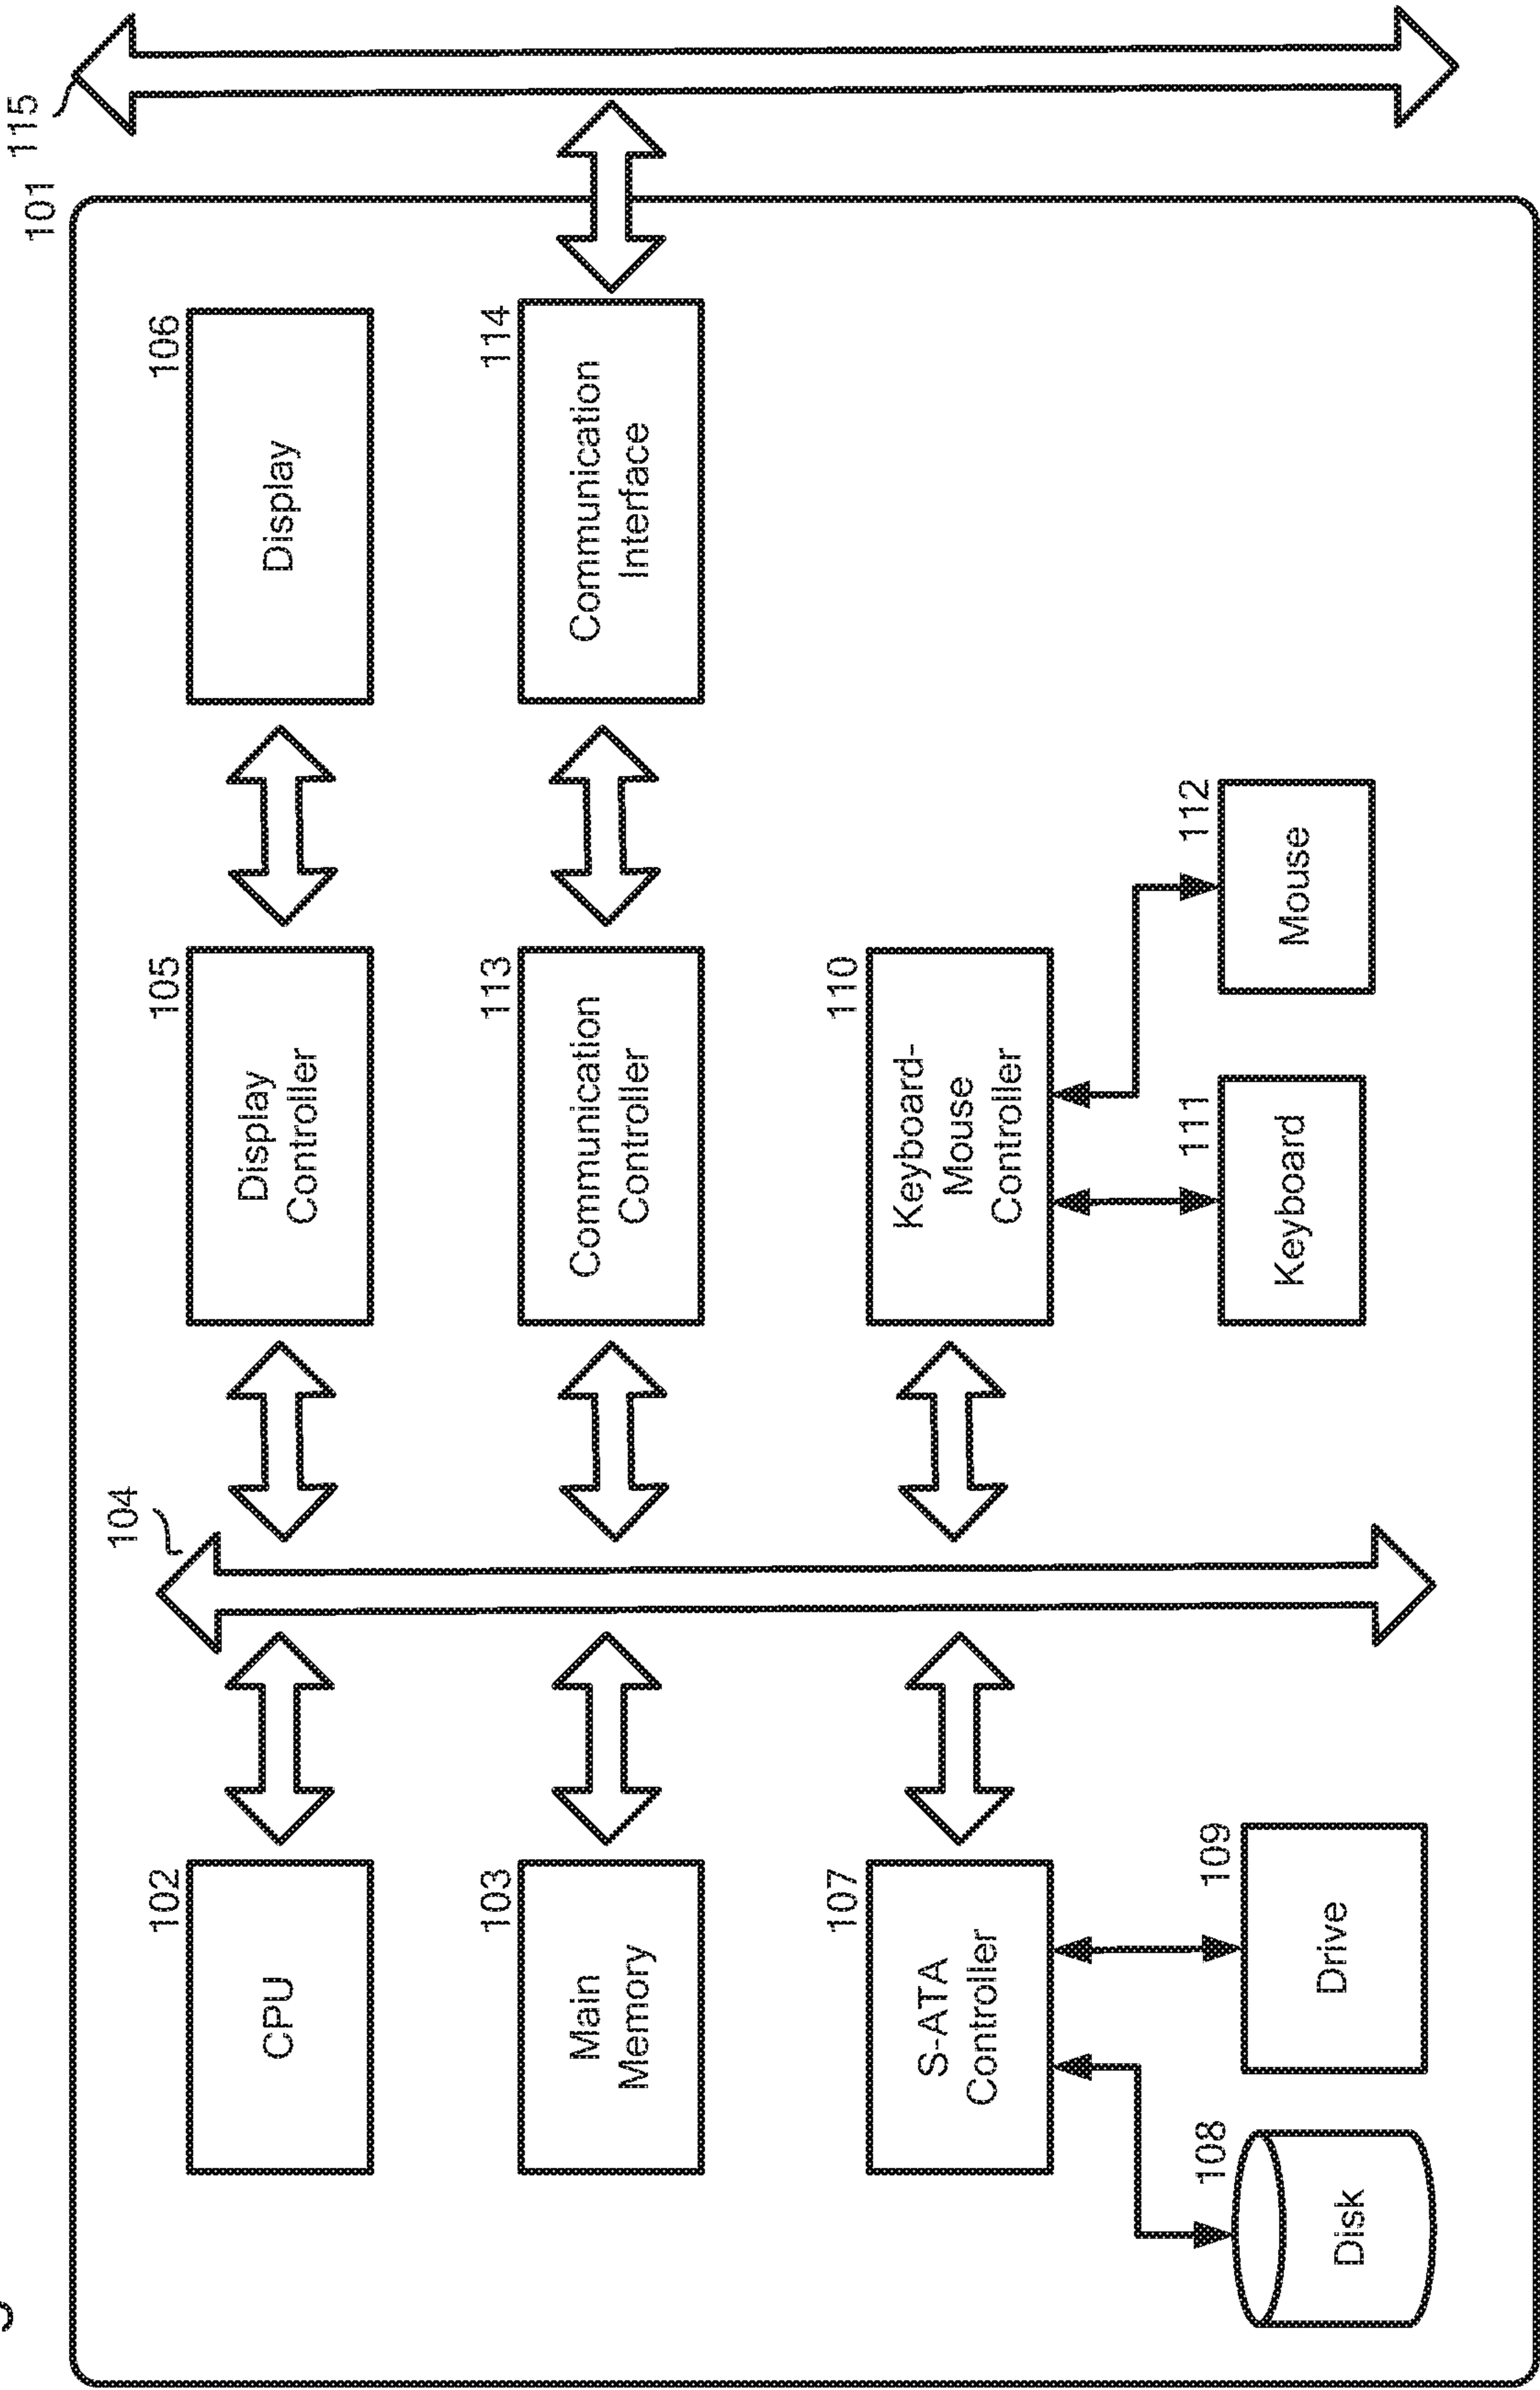 115
101
104
102
CPU
105
Display
Controller
106
Display
103
Main
Memory
113
Communication
Controller
114
Communication
Interface
107
S-ATA
Controller
110
Keyboard-
Mouse
Controller
108
Disk
109
Drive
111
Keyboard
112
Mouse